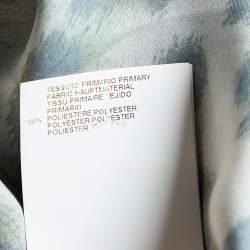 TESSUTO PRIMARIO PRIMARY
FABRIC HAUPTMATERIAL
TISSU PRIMAIRE TEJIDO
PRIMARIO
100% POLIESTERE POLYESTER
POLYESTER POLYESTER
POLIESTER